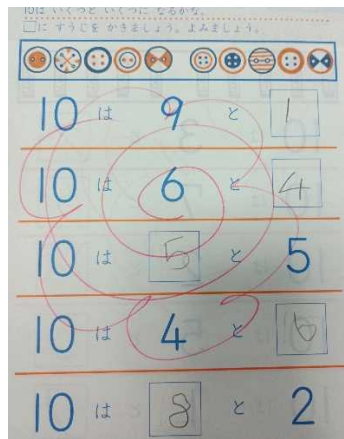 10は いくつと いくつに なるかな。
□に すうじを かきましょう。よみましょう。
10 は 9 と 1
10 は 6 と 4
10 は 5 と 5
10 は 4 と 6
10 は 8 と 2